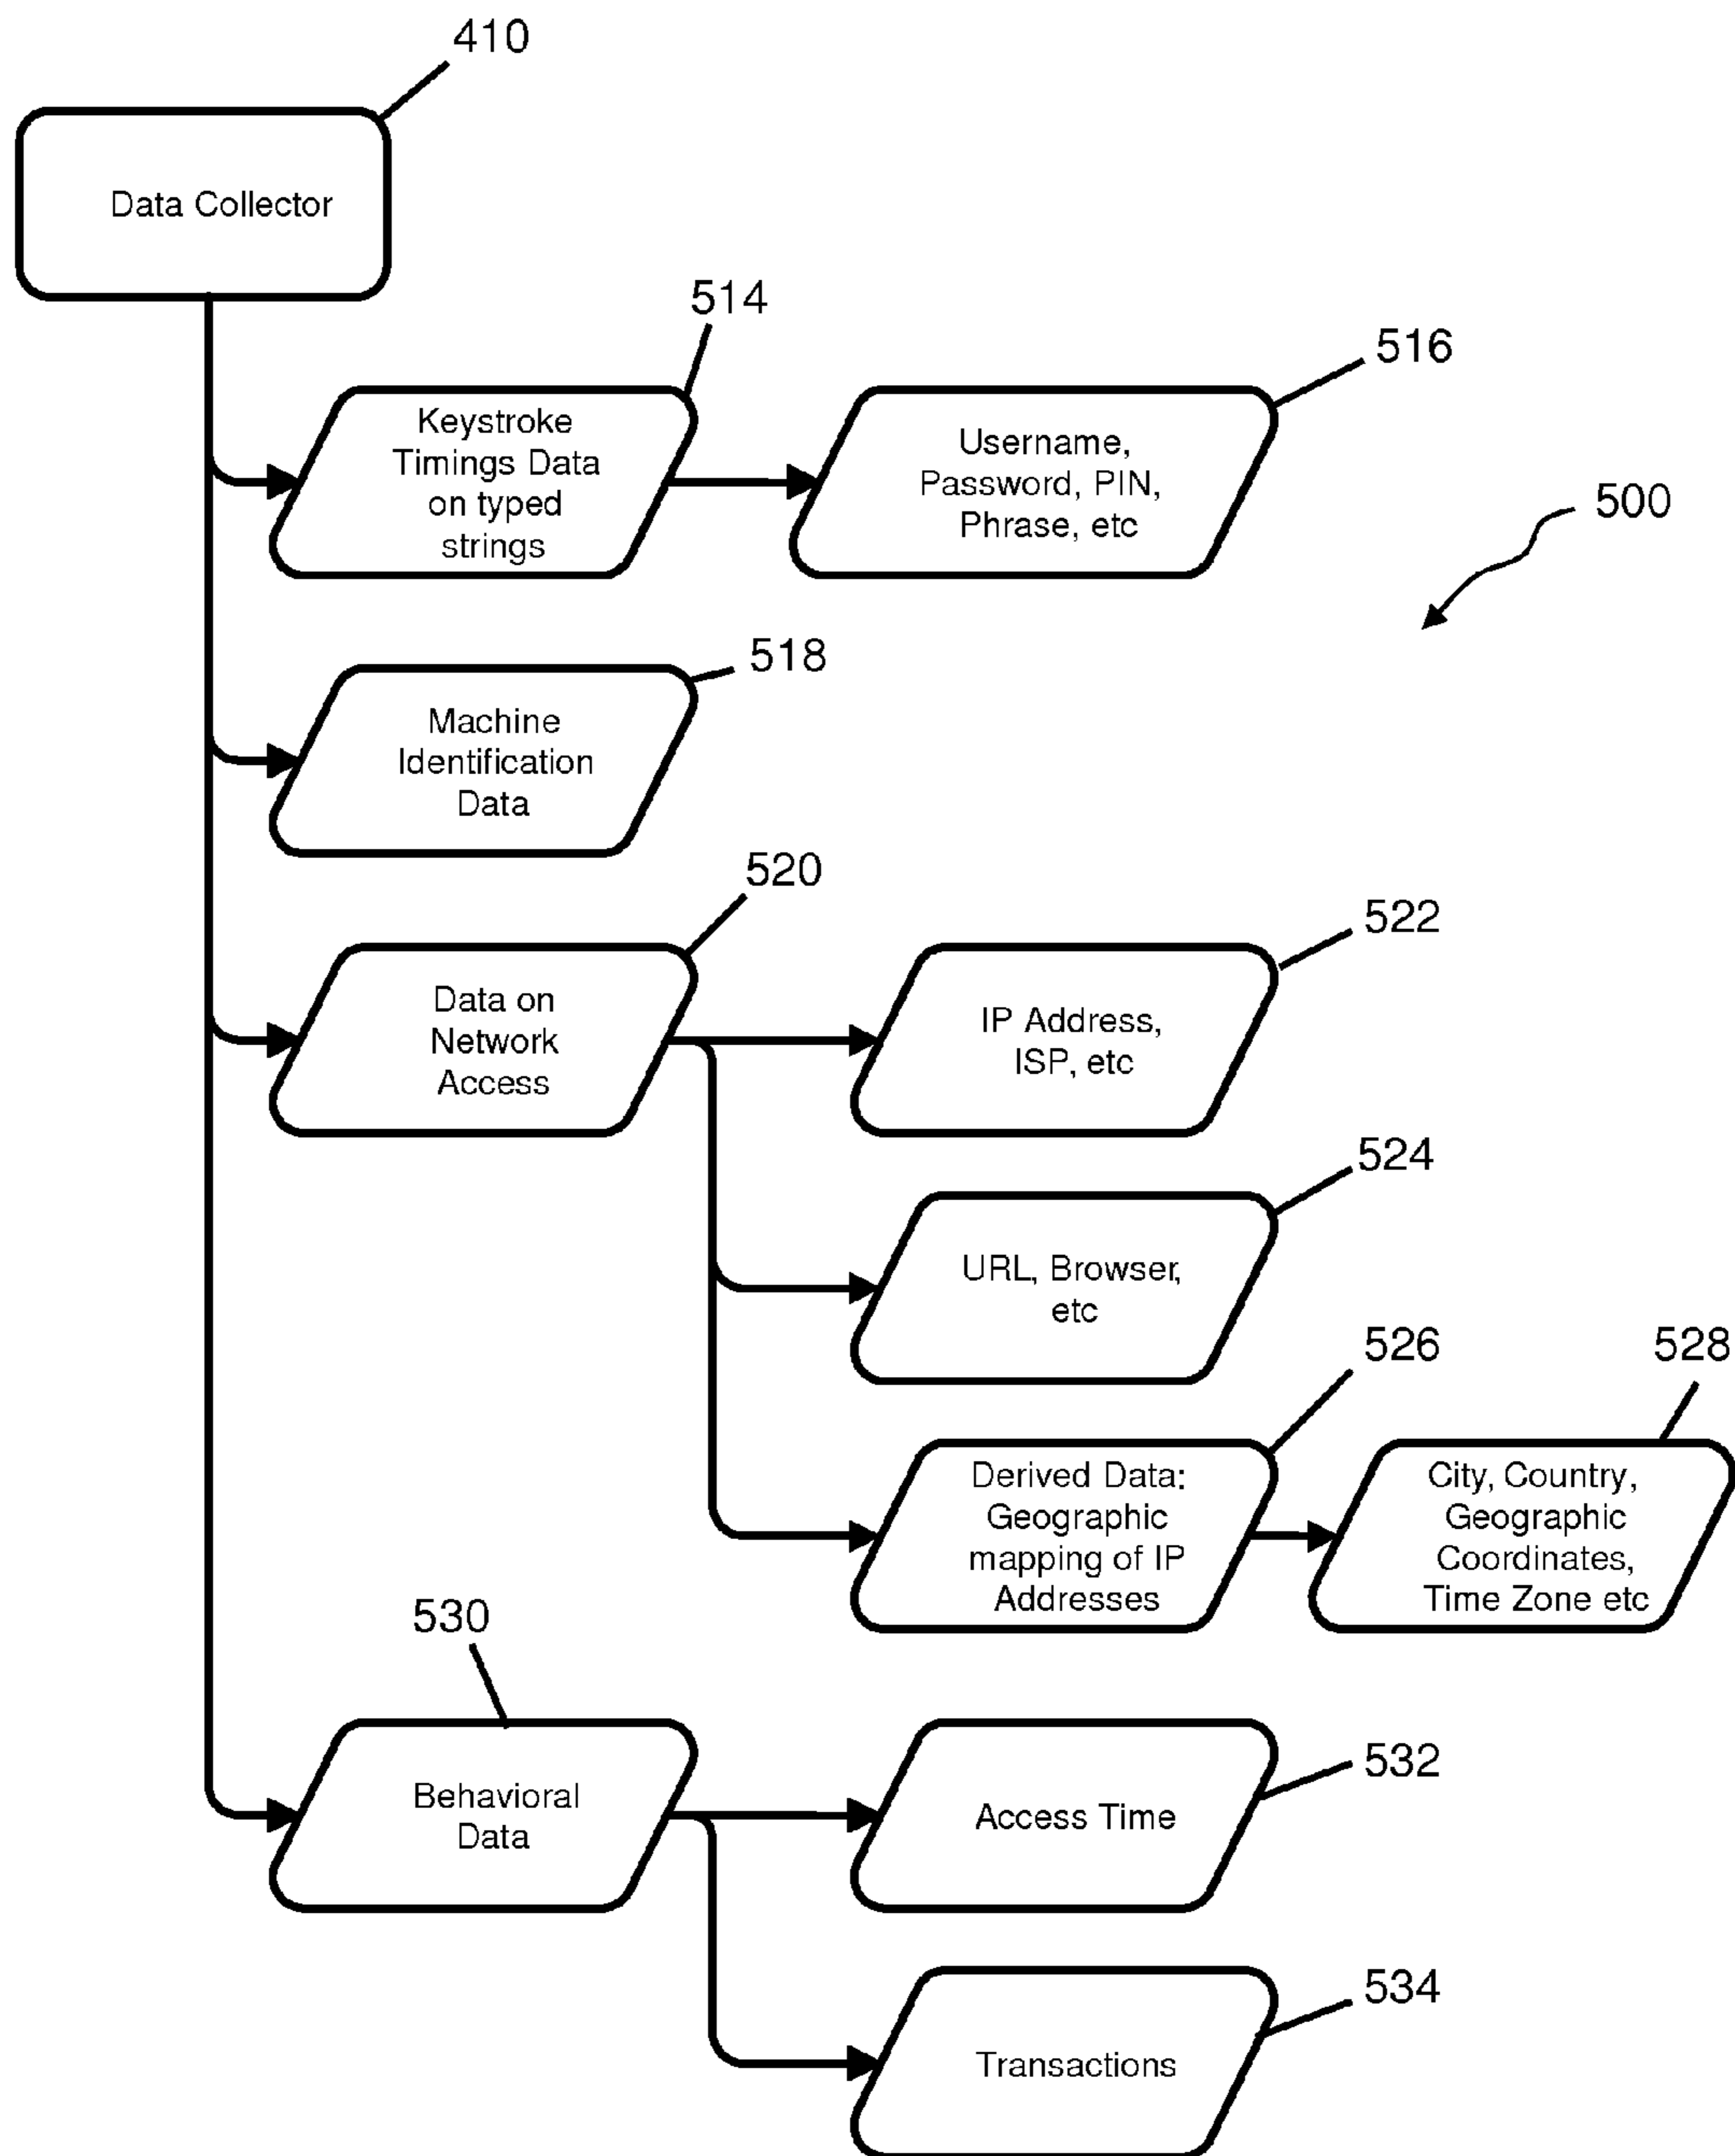 410
Data Collector
514
Keystroke
Timings Data
on typed
strings
516
Username,
Password, PIN,
Phrase, etc
500
518
Machine
Identification
Data
520
Data on
Network
Access
522
IP Address,
ISP, etc
524
URL, Browser,
etc
526
Derived Data:
Geographic
mapping of IP
Addresses
528
City, Country,
Geographic
Coordinates,
Time Zone etc
530
Behavioral
Data
532
Access Time
534
Transactions